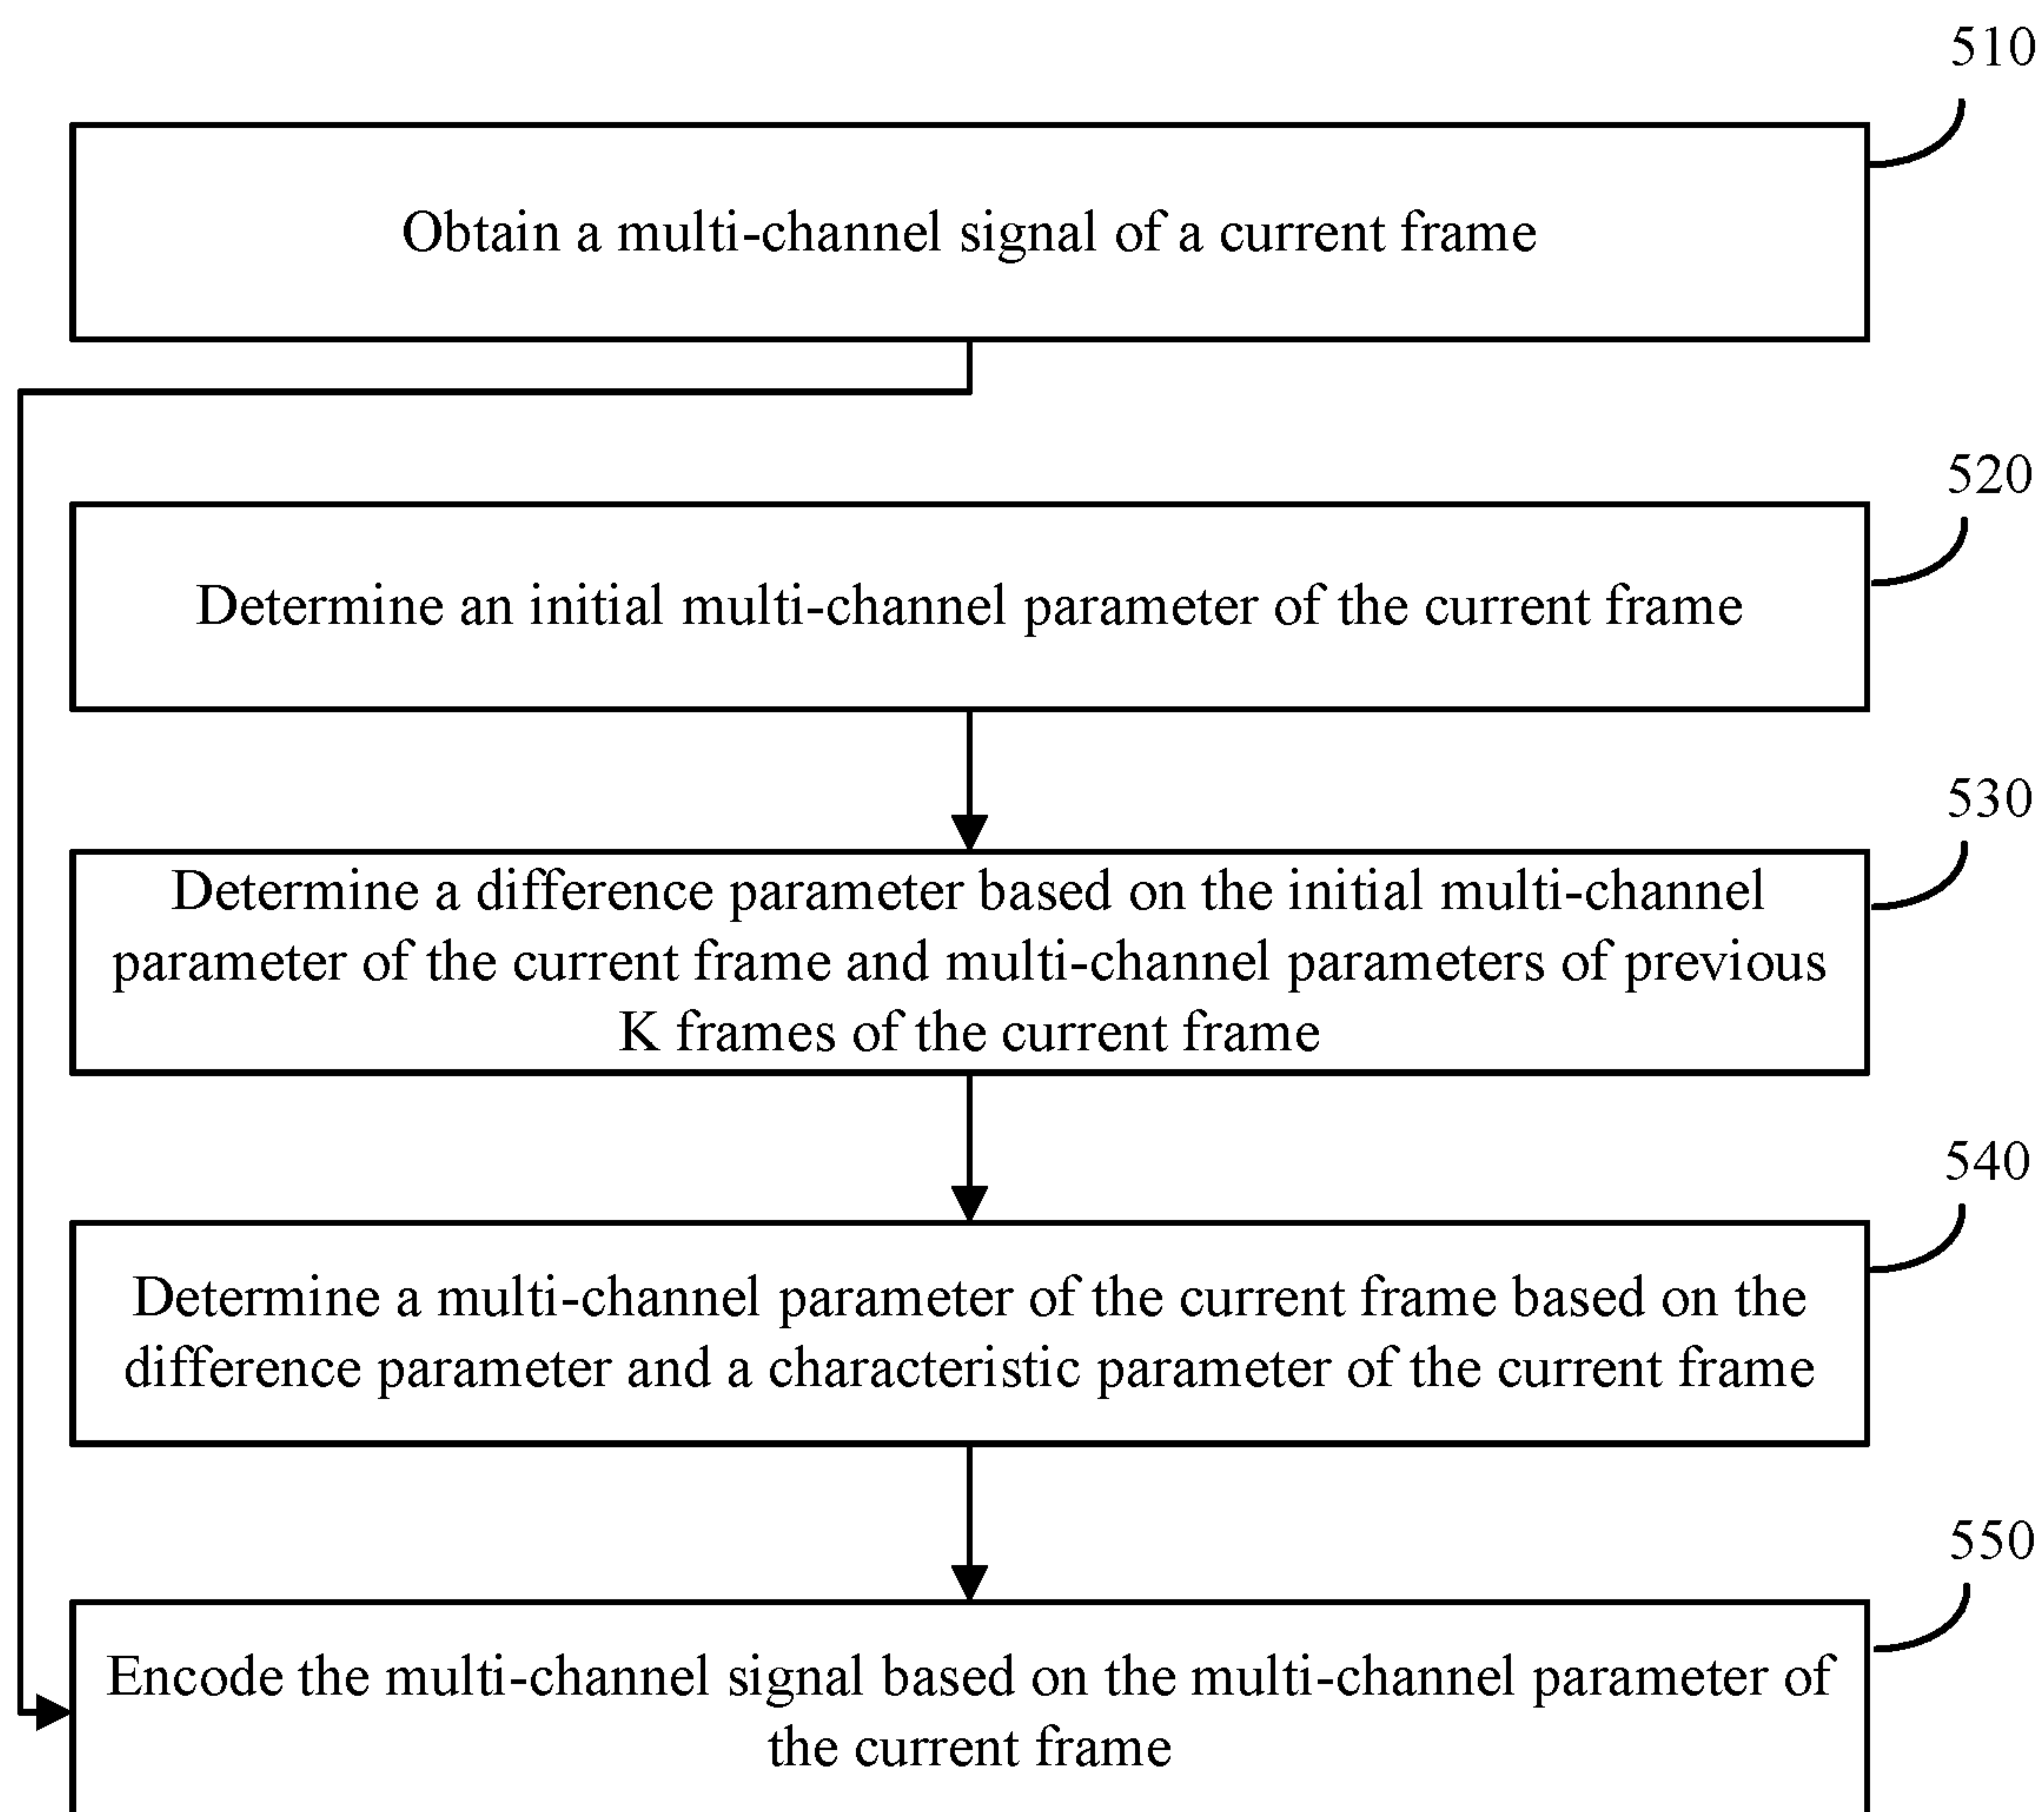 510
Obtain a multi-channel signal of a current frame
520
Determine an initial multi-channel parameter of the current frame
530
Determine a difference parameter based on the initial multi-channel
parameter of the current frame and multi-channel parameters of previous
K frames of the current frame
540
Determine a multi-channel parameter of the current frame based on the
difference parameter and a characteristic parameter of the current frame
550
Encode the multi-channel signal based on the multi-channel parameter of
the current frame